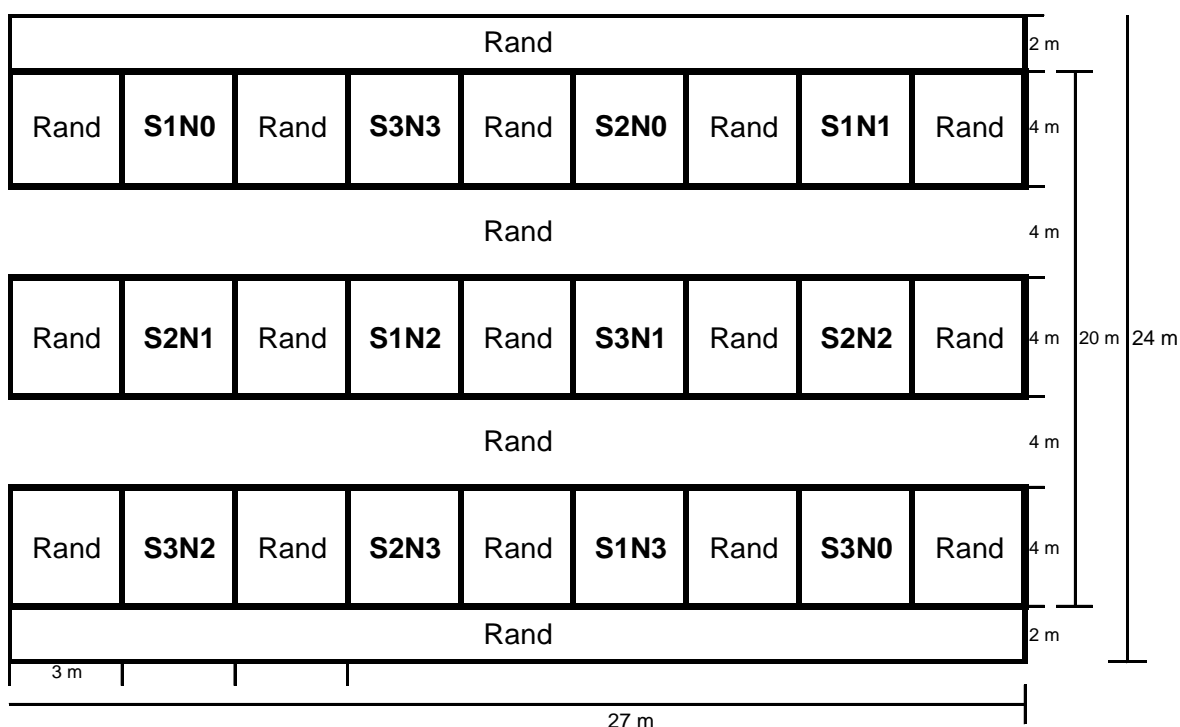 Rand 2 m
Rand S1N0 Rand S3N3 Rand S2N0 Rand S1N1 Rand 4 m
Rand 4 m
Rand S2N1 Rand S1N2 Rand S3N1 Rand S2N2 Rand 4 m 20 m 24 m
Rand 4 m
Rand S3N2 Rand S2N3 Rand S1N3 Rand S3N0 Rand 4 m
Rand 2 m
3 m
27 m